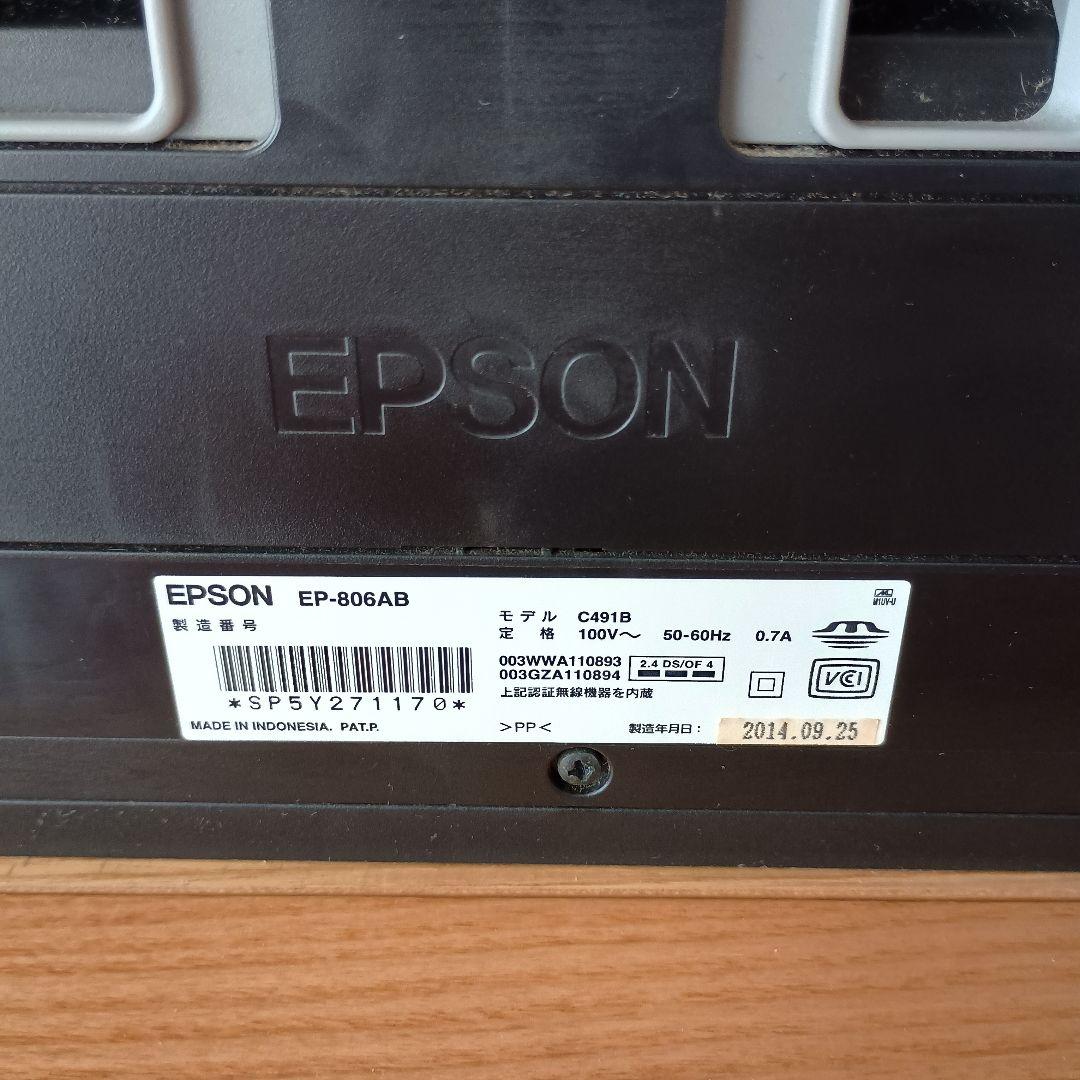 EPSON
EPSON EP-806AB
製造番号
*SP5Y271170*
MADE IN INDONESIA. PAT.P.
モデル C491B
定格 100V～ 50-60Hz 0.7A
003WWA110893
003GZA110894
2.4 DS/OF 4
上記認証無線機器を内蔵
>PP<
製造年月日： 2014.09.25
M1UV-U
VCI